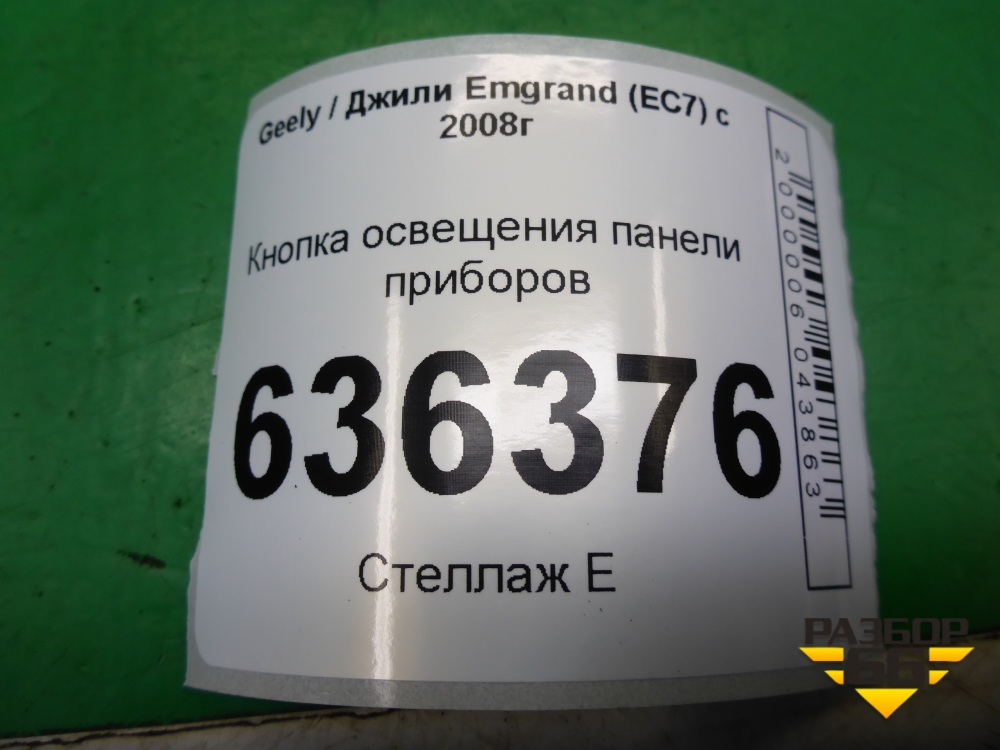 Geely / Джили Emgrand (EC7) с
2008г
Кнопка освещения панели
приборов
636376
Стеллаж Е
2000006043863
РАЗБОР
66